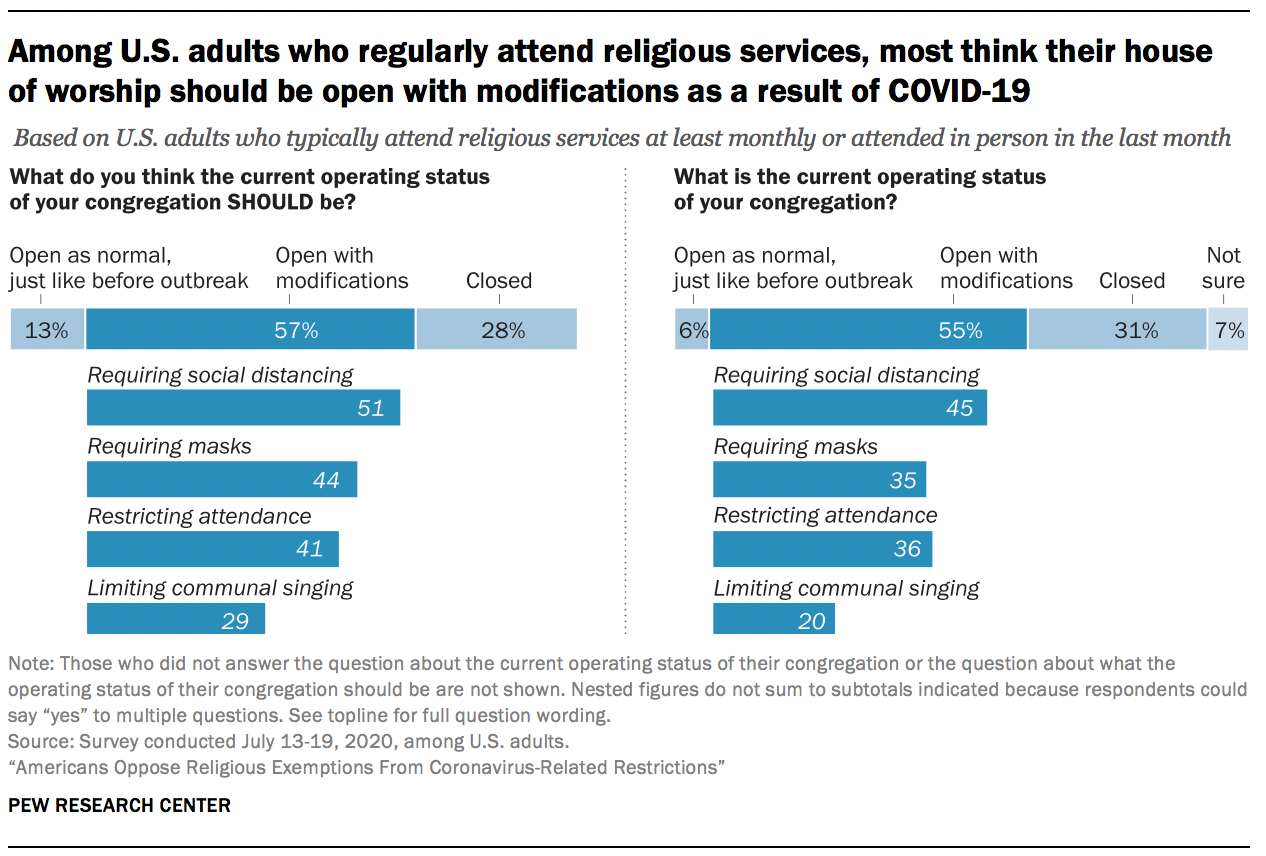 Among U.S. adults who regularly attend religious services, most think their house
of worship should be open with modifications as a result of COVID-19
Based on U.S. adults who typically attend religious services at least monthly or attended in person in the last month
What do you think the current operating status
of your congregation SHOULD be?
Open as normal,
just like before outbreak
Open with
modifications
Closed
13%
57%
28%
Requiring social distancing
51
Requiring masks
44
Restricting attendance
41
Limiting communal singing
29
What is the current operating status
of your congregation?
Open as normal,
just like before outbreak
Open with
modifications
Closed
Not
sure
6%
55%
31%
7%
Requiring social distancing
45
Requiring masks
35
Restricting attendance
36
Limiting communal singing
20
Note: Those who did not answer the question about the current operating status of their congregation or the question about what the
operating status of their congregation should be are not shown. Nested figures do not sum to subtotals indicated because respondents could
say “yes” to multiple questions. See topline for full question wording.
Source: Survey conducted July 13-19, 2020, among U.S. adults.
“Americans Oppose Religious Exemptions From Coronavirus-Related Restrictions”
PEW RESEARCH CENTER